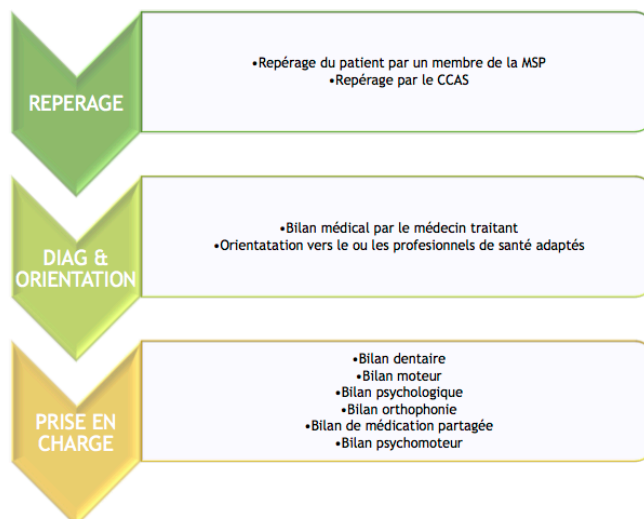 REPERAGE
•Repérage du patient par un membre de la MSP
•Repérage par le CCAS
DIAG &
ORIENTATION
•Bilan médical par le médecin traitant
•Orientatation vers le ou les profesionnels de santé adaptés
PRISE EN
CHARGE
•Bilan dentaire
•Bilan moteur
•Bilan psychologique
•Bilan orthophonie
•Bilan de médication partagée
•Bilan psychomoteur